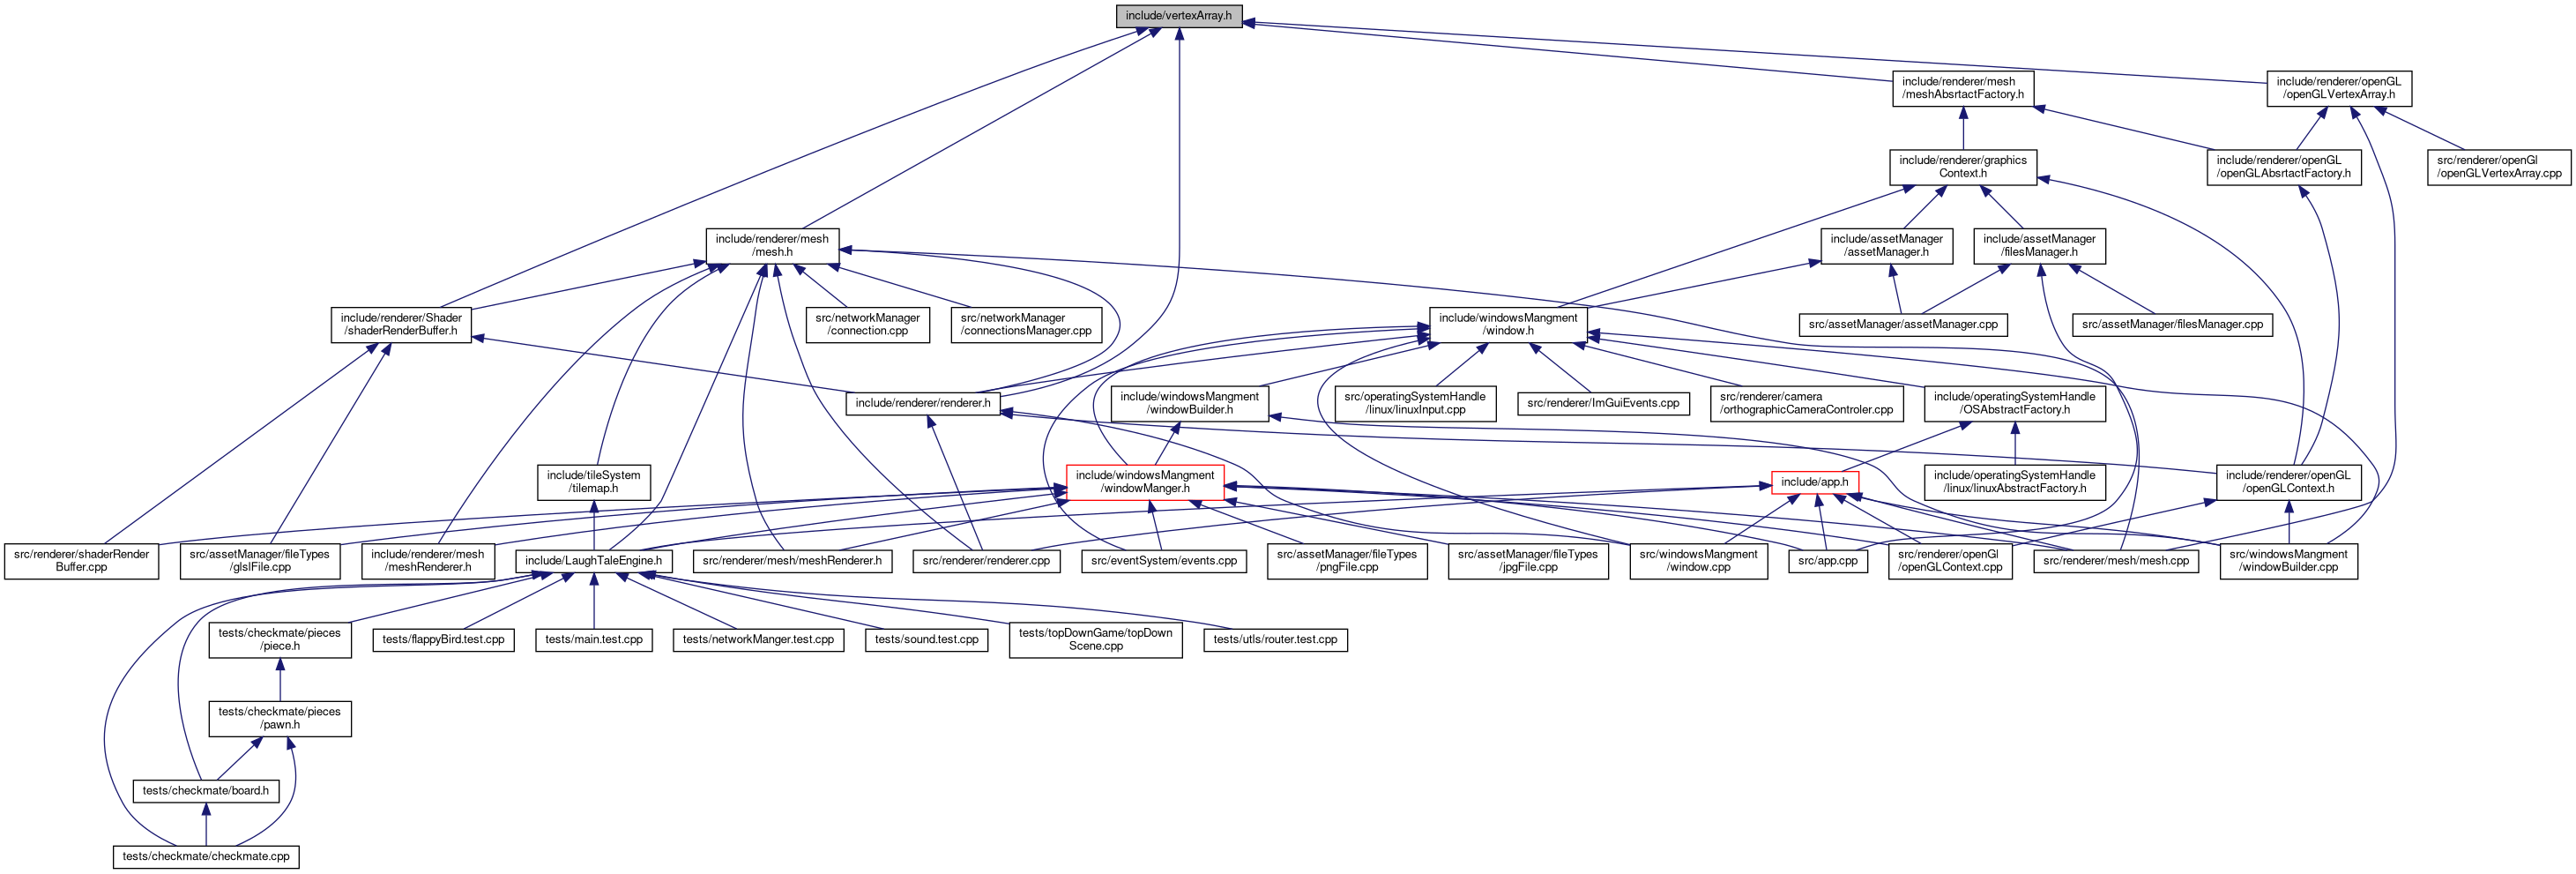 include/vertexArray.h
include/renderer/mesh
/meshAbsrtactFactory.h
include/renderer/openGL
/openGLVertexArray.h
include/renderer/graphics
Context.h
include/renderer/openGL
/openGLAbsrtactFactory.h
src/renderer/openGl
/openGLVertexArray.cpp
include/renderer/mesh
/mesh.h
include/assetManager
/assetManager.h
include/assetManager
/filesManager.h
include/renderer/Shader
/shaderRenderBuffer.h
src/networkManager
/connection.cpp
src/networkManager
/connectionsManager.cpp
include/windowsMangment
/window.h
src/assetManager/assetManager.cpp
src/assetManager/filesManager.cpp
include/renderer/renderer.h
include/windowsMangment
/windowBuilder.h
src/operatingSystemHandle
/linux/linuxInput.cpp
src/renderer/ImGuiEvents.cpp
src/renderer/camera
/orthographicCameraControler.cpp
include/operatingSystemHandle
/OSAbstractFactory.h
include/tileSystem
/tilemap.h
include/windowsMangment
/windowManger.h
include/app.h
include/operatingSystemHandle
/linux/linuxAbstractFactory.h
include/renderer/openGL
/openGLContext.h
src/renderer/shaderRender
Buffer.cpp
src/assetManager/fileTypes
/glslFile.cpp
include/renderer/mesh
/meshRenderer.h
include/LaughTaleEngine.h
src/renderer/mesh/meshRenderer.h
src/renderer/renderer.cpp
src/eventSystem/events.cpp
src/assetManager/fileTypes
/pngFile.cpp
src/assetManager/fileTypes
/jpgFile.cpp
src/windowsMangment
/window.cpp
src/app.cpp
src/renderer/openGl
/openGLContext.cpp
src/renderer/mesh/mesh.cpp
src/windowsMangment
/windowBuilder.cpp
tests/checkmate/pieces
/piece.h
tests/flappyBird.test.cpp
tests/main.test.cpp
tests/networkManger.test.cpp
tests/sound.test.cpp
tests/topDownGame/topDown
Scene.cpp
tests/utls/router.test.cpp
tests/checkmate/pieces
/pawn.h
tests/checkmate/board.h
tests/checkmate/checkmate.cpp